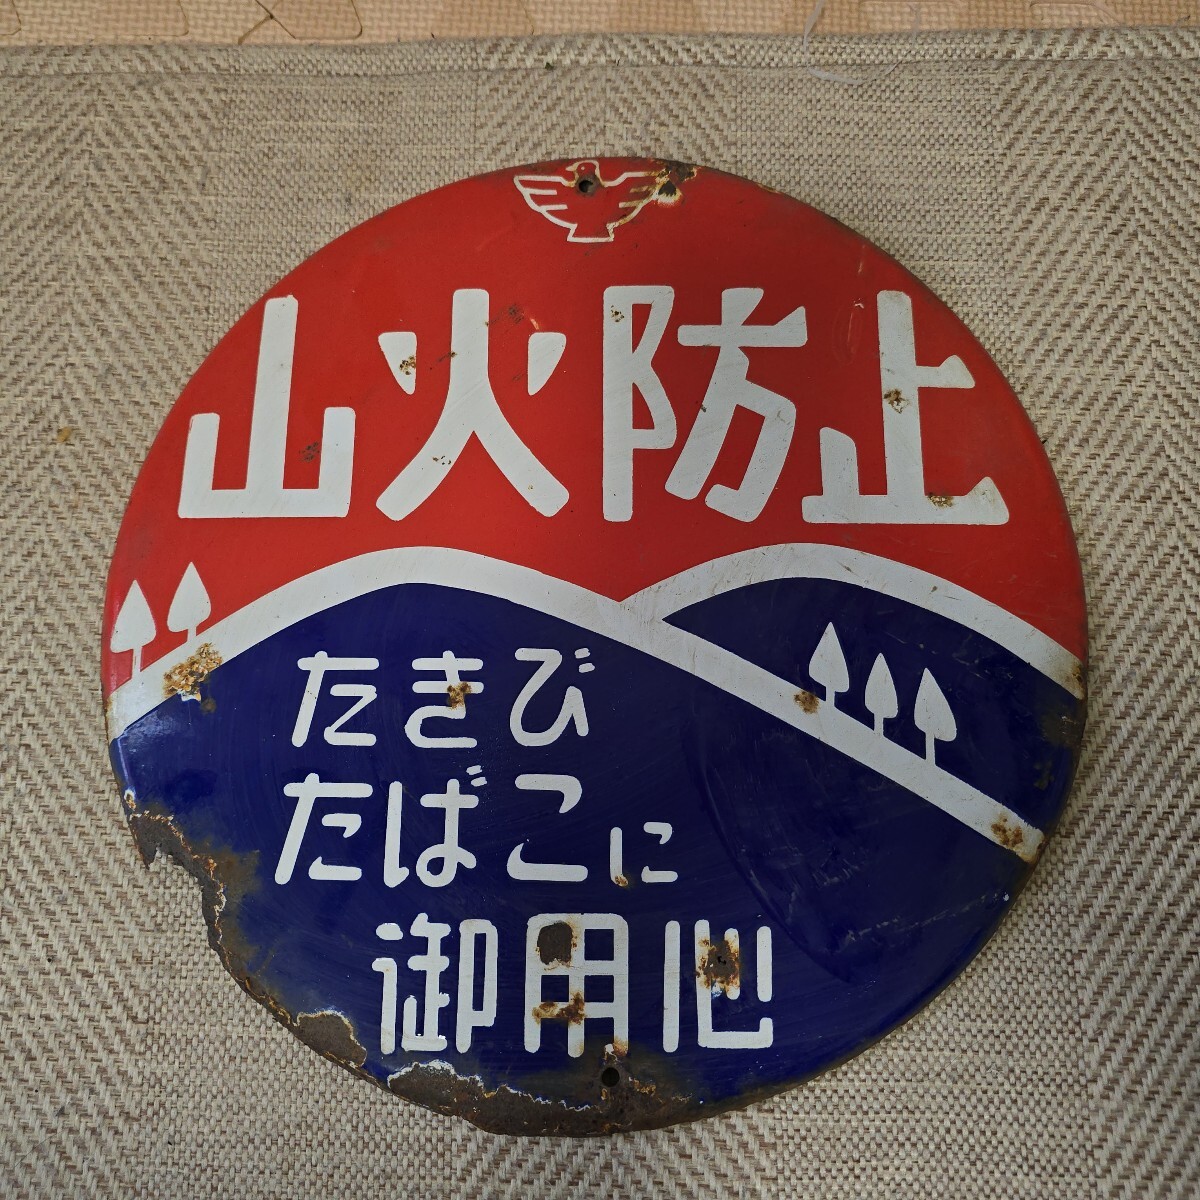 山火防止
たきび
たばこに
御用心